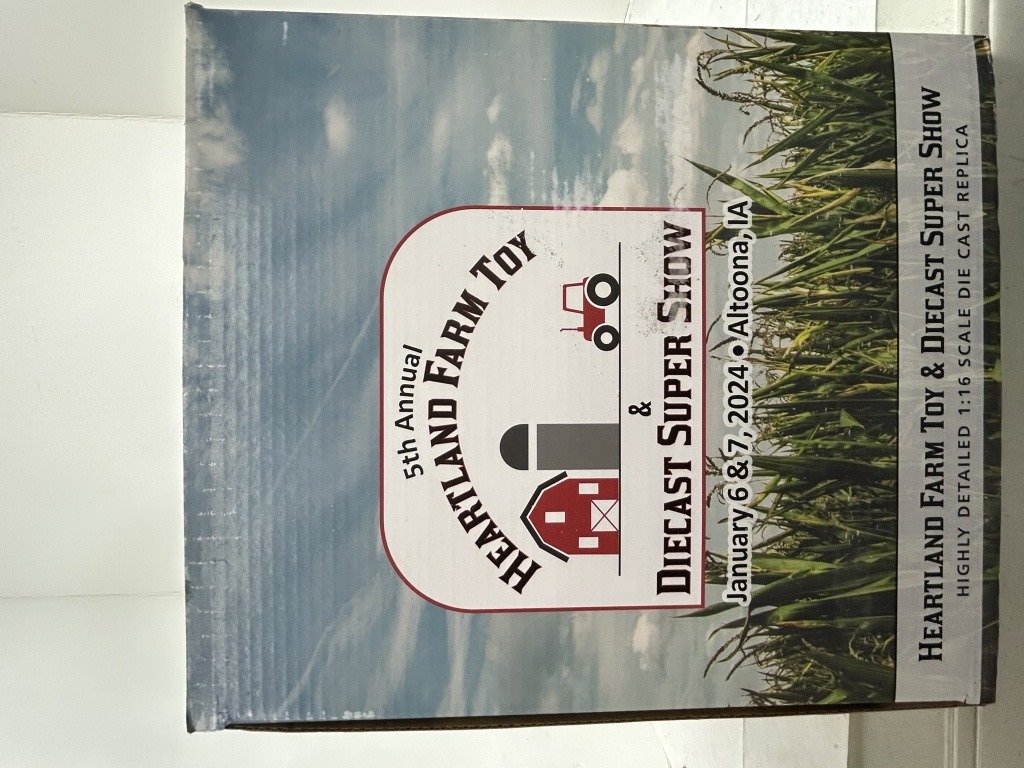 5th Annual
HEARTLAND FARM TOY
&
DIECAST SUPER SHOW
January 6 & 7, 2024 • Altoona, IA
HEARTLAND FARM TOY & DIECAST SUPER SHOW
HIGHLY DETAILED 1:16 SCALE DIE CAST REPLICA